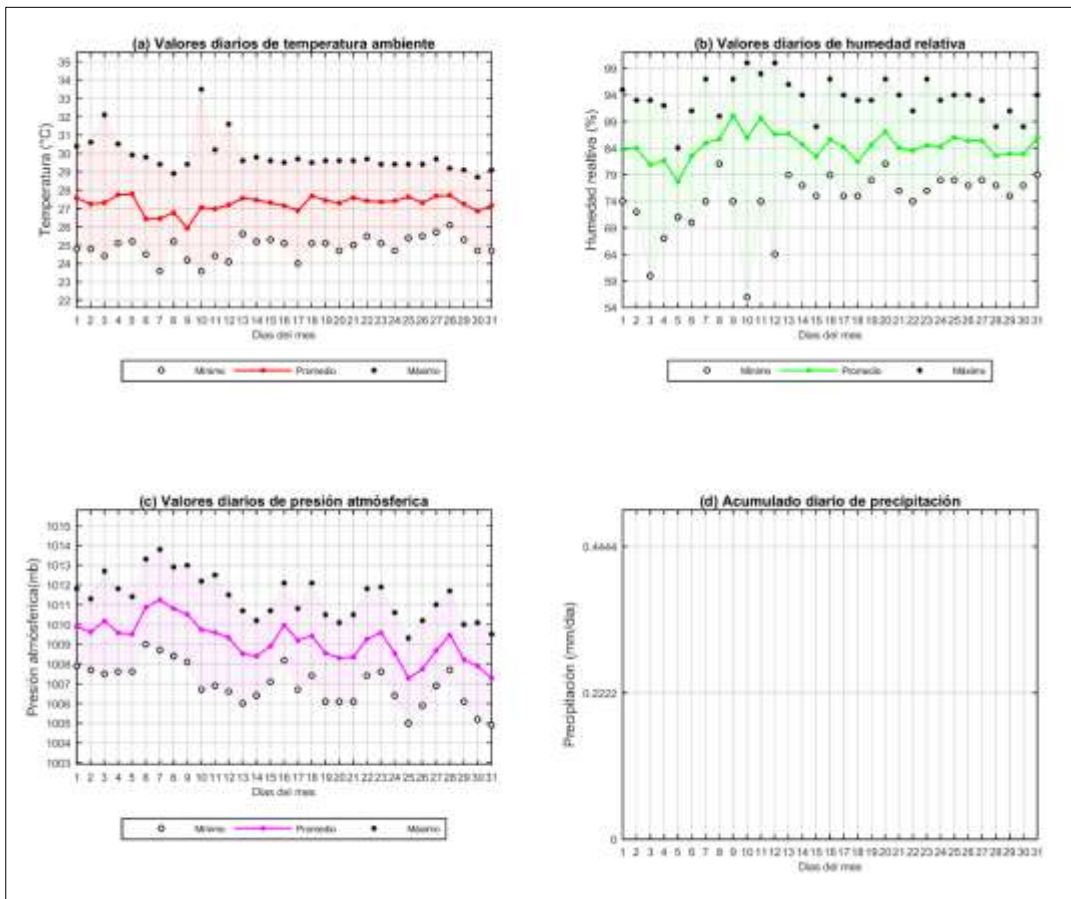 (a) Valores diarios de temperatura ambiente
35
34
33
32
31
30
29
28
27
26
25
24
23
22
Temperatura (°C)
1 2 3 4 5 6 7 8 9 10 11 12 13 14 15 16 17 18 19 20 21 22 23 24 25 26 27 28 29 30 31
Dias del mes
Minimo Promedio Máximo
(b) Valores diarios de humedad relativa
99
94
89
84
79
74
69
64
59
54
Humedad realtiva (%)
1 2 3 4 5 6 7 8 9 10 11 12 13 14 15 16 17 18 19 20 21 22 23 24 25 26 27 28 29 30 31
Dias del mes
Minimo Promedio Máximo
(c) Valores diarios de presión atmósferica
1015
1014
1013
1012
1011
1010
1009
1008
1007
1006
1005
1004
1003
Presión atmósferica(mb)
1 2 3 4 5 6 7 8 9 10 11 12 13 14 15 16 17 18 19 20 21 22 23 24 25 26 27 28 29 30 31
Dias del mes
Minimo Promedio Máximo
(d) Acumulado diario de precipitación
0.4444
0.2222
0
Precipitación (mm/dia)
1 2 3 4 5 6 7 8 9 10 11 12 13 14 15 16 17 18 19 20 21 22 23 24 25 26 27 28 29 30 31
Dias del mes